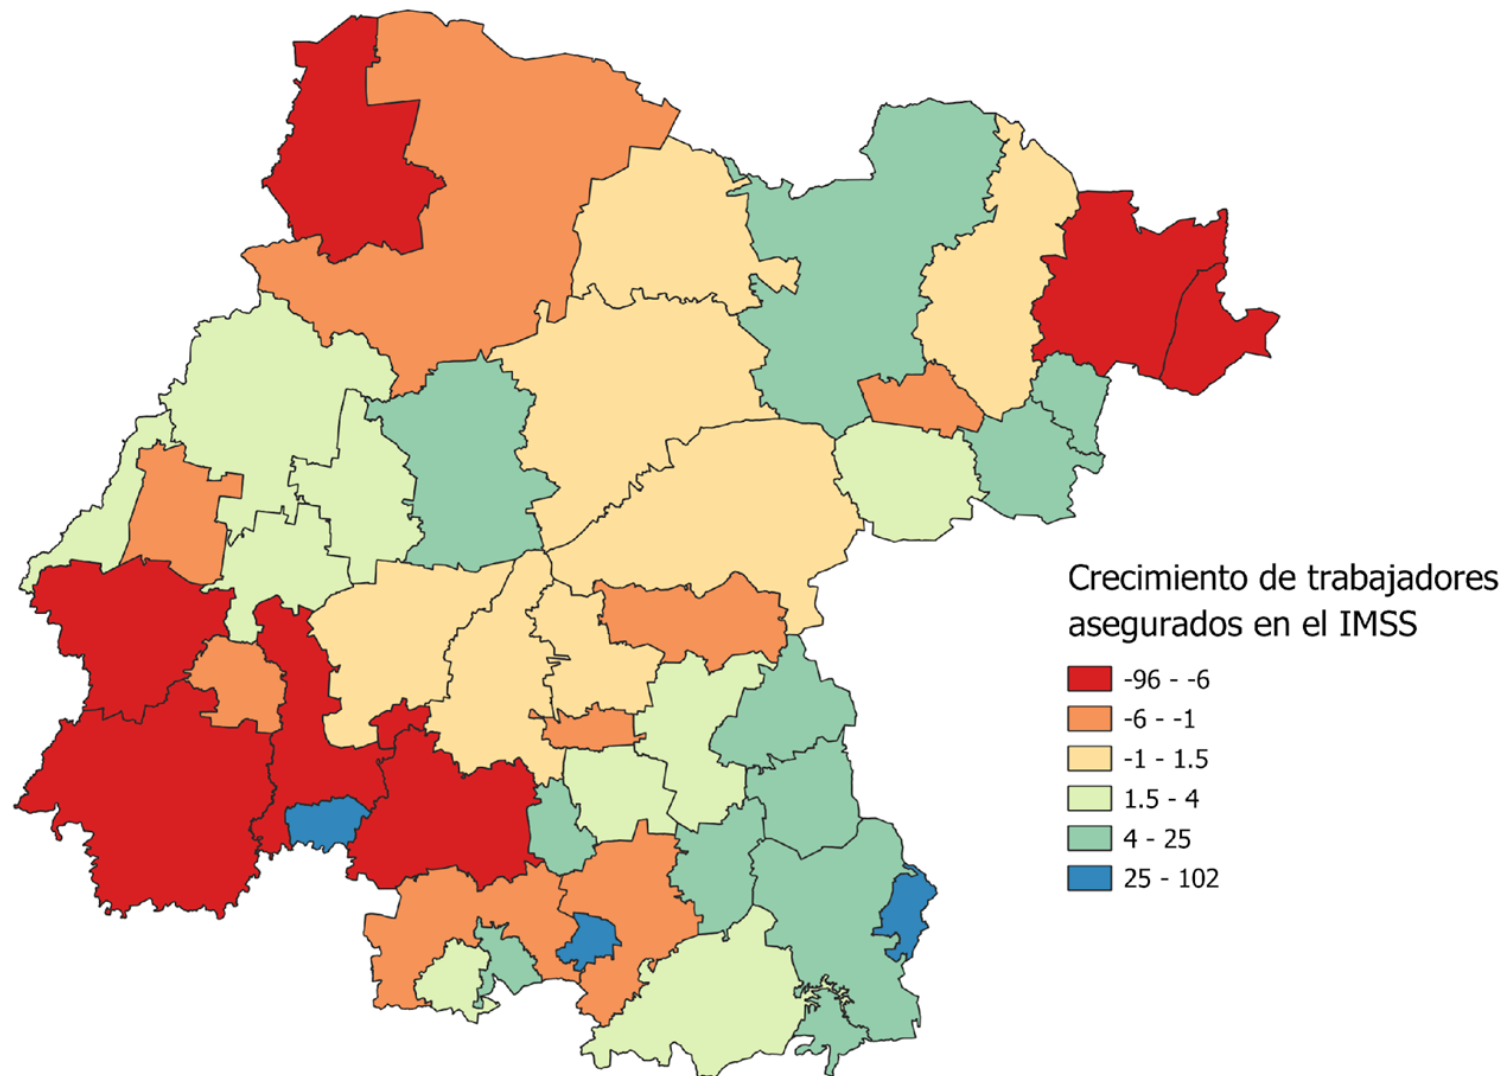 Crecimiento de trabajadores
asegurados en el IMSS
-96 - -6
-6 - -1
-1 - 1.5
1.5 - 4
4 - 25
25 - 102